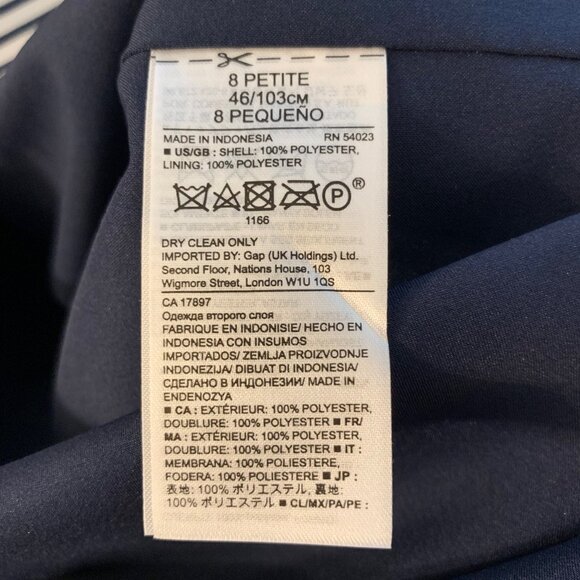 8 PETITE
46/103CM
8 PEQUEÑO
MADE IN INDONESIA RN 54023
■ US/GB : SHELL: 100% POLYESTER,
LINING: 100% POLYESTER
P ®
1166
DRY CLEAN ONLY
IMPORTED BY: Gap (UK Holdings) Ltd.
Second Floor, Nations House, 103
Wigmore Street, London W1U 1QS
CA 17897
Одежда второго слоя
FABRIQUE EN INDONISIE/ HECHO EN
INDONESIA CON INSUMOS
IMPORTADOS/ ZEMLJA PROIZVODNJE
INDONEZIJA/ DIBUAT DI INDONESIA/
СДЕЛАНО В ИНДОНЕЗИИ/ MADE IN
ENDENOZYA
■ CA : EXTÉRIEUR: 100% POLYESTER,
DOUBLURE: 100% POLYESTER ■ FR/
MA : EXTÉRIEUR: 100% POLYESTER,
DOUBLURE: 100% POLYESTER ■ IT :
MEMBRANA: 100% POLIESTERE,
FODERA: 100% POLIESTERE ■ JP :
表地: 100% ポリエステル, 裏地:
100% ポリエステル ■ CL/MX/PA/PE :